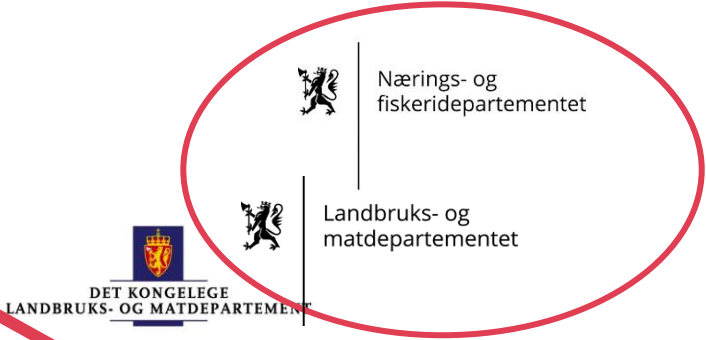 Nærings- og
fiskeridepartementet
Landbruks- og
matdepartementet
DET KONGELEGE
LANDBRUKS- OG MATDEPARTEMENT